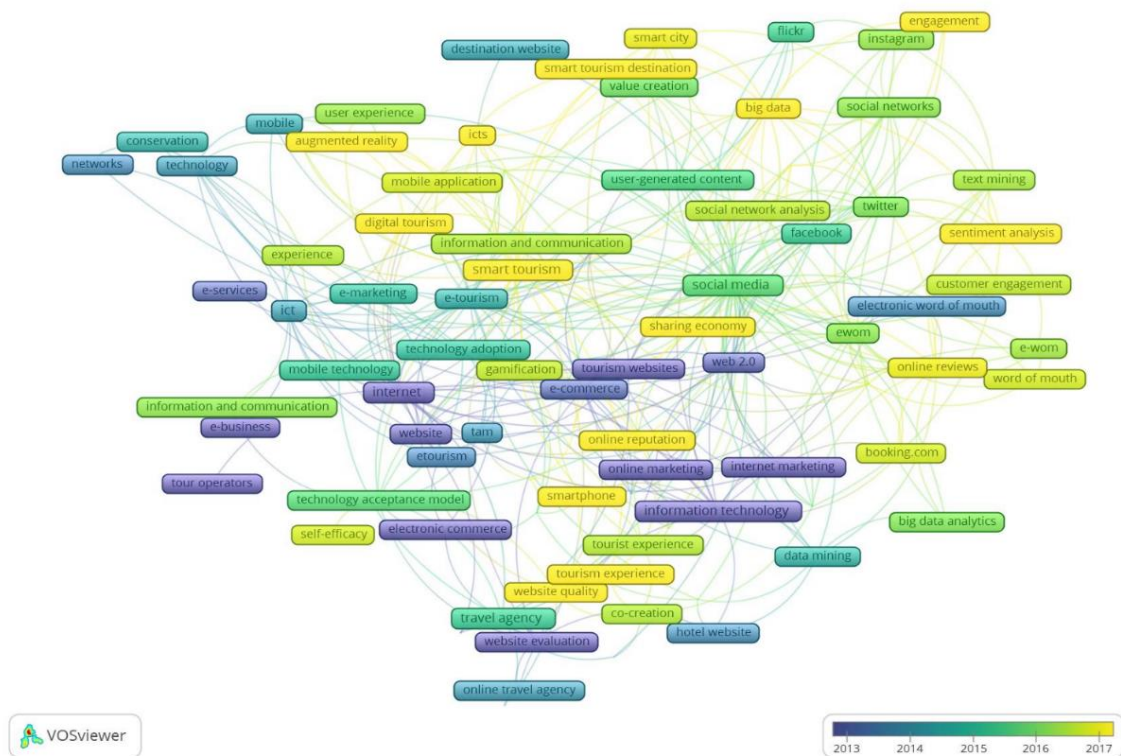 engagement
flickr
smart city
instagram
destination website
smart tourism destination
value creation
big data
social networks
user experience
mobile
icts
conservation
augmented reality
networks
technology
user-generated content
text mining
mobile application
twitter
social network analysis
digital tourism
facebook
sentiment analysis
information and communication
experience
smart tourism
social media
customer engagement
e-services
e-marketing
e-tourism
electronic word of mouth
ict
sharing economy
ewom
e-wom
technology adoption
web 2.0
online reviews
mobile technology
gamification
tourism websites
word of mouth
internet
e-commerce
information and communication
e-business
website
tam
online reputation
booking.com
etourism
online marketing
internet marketing
tour operators
technology acceptance model
smartphone
information technology
big data analytics
self-efficacy
electronic commerce
tourist experience
data mining
tourism experience
website quality
travel agency
co-creation
hotel website
website evaluation
online travel agency
VOSviewer
2013 2014 2015 2016 2017